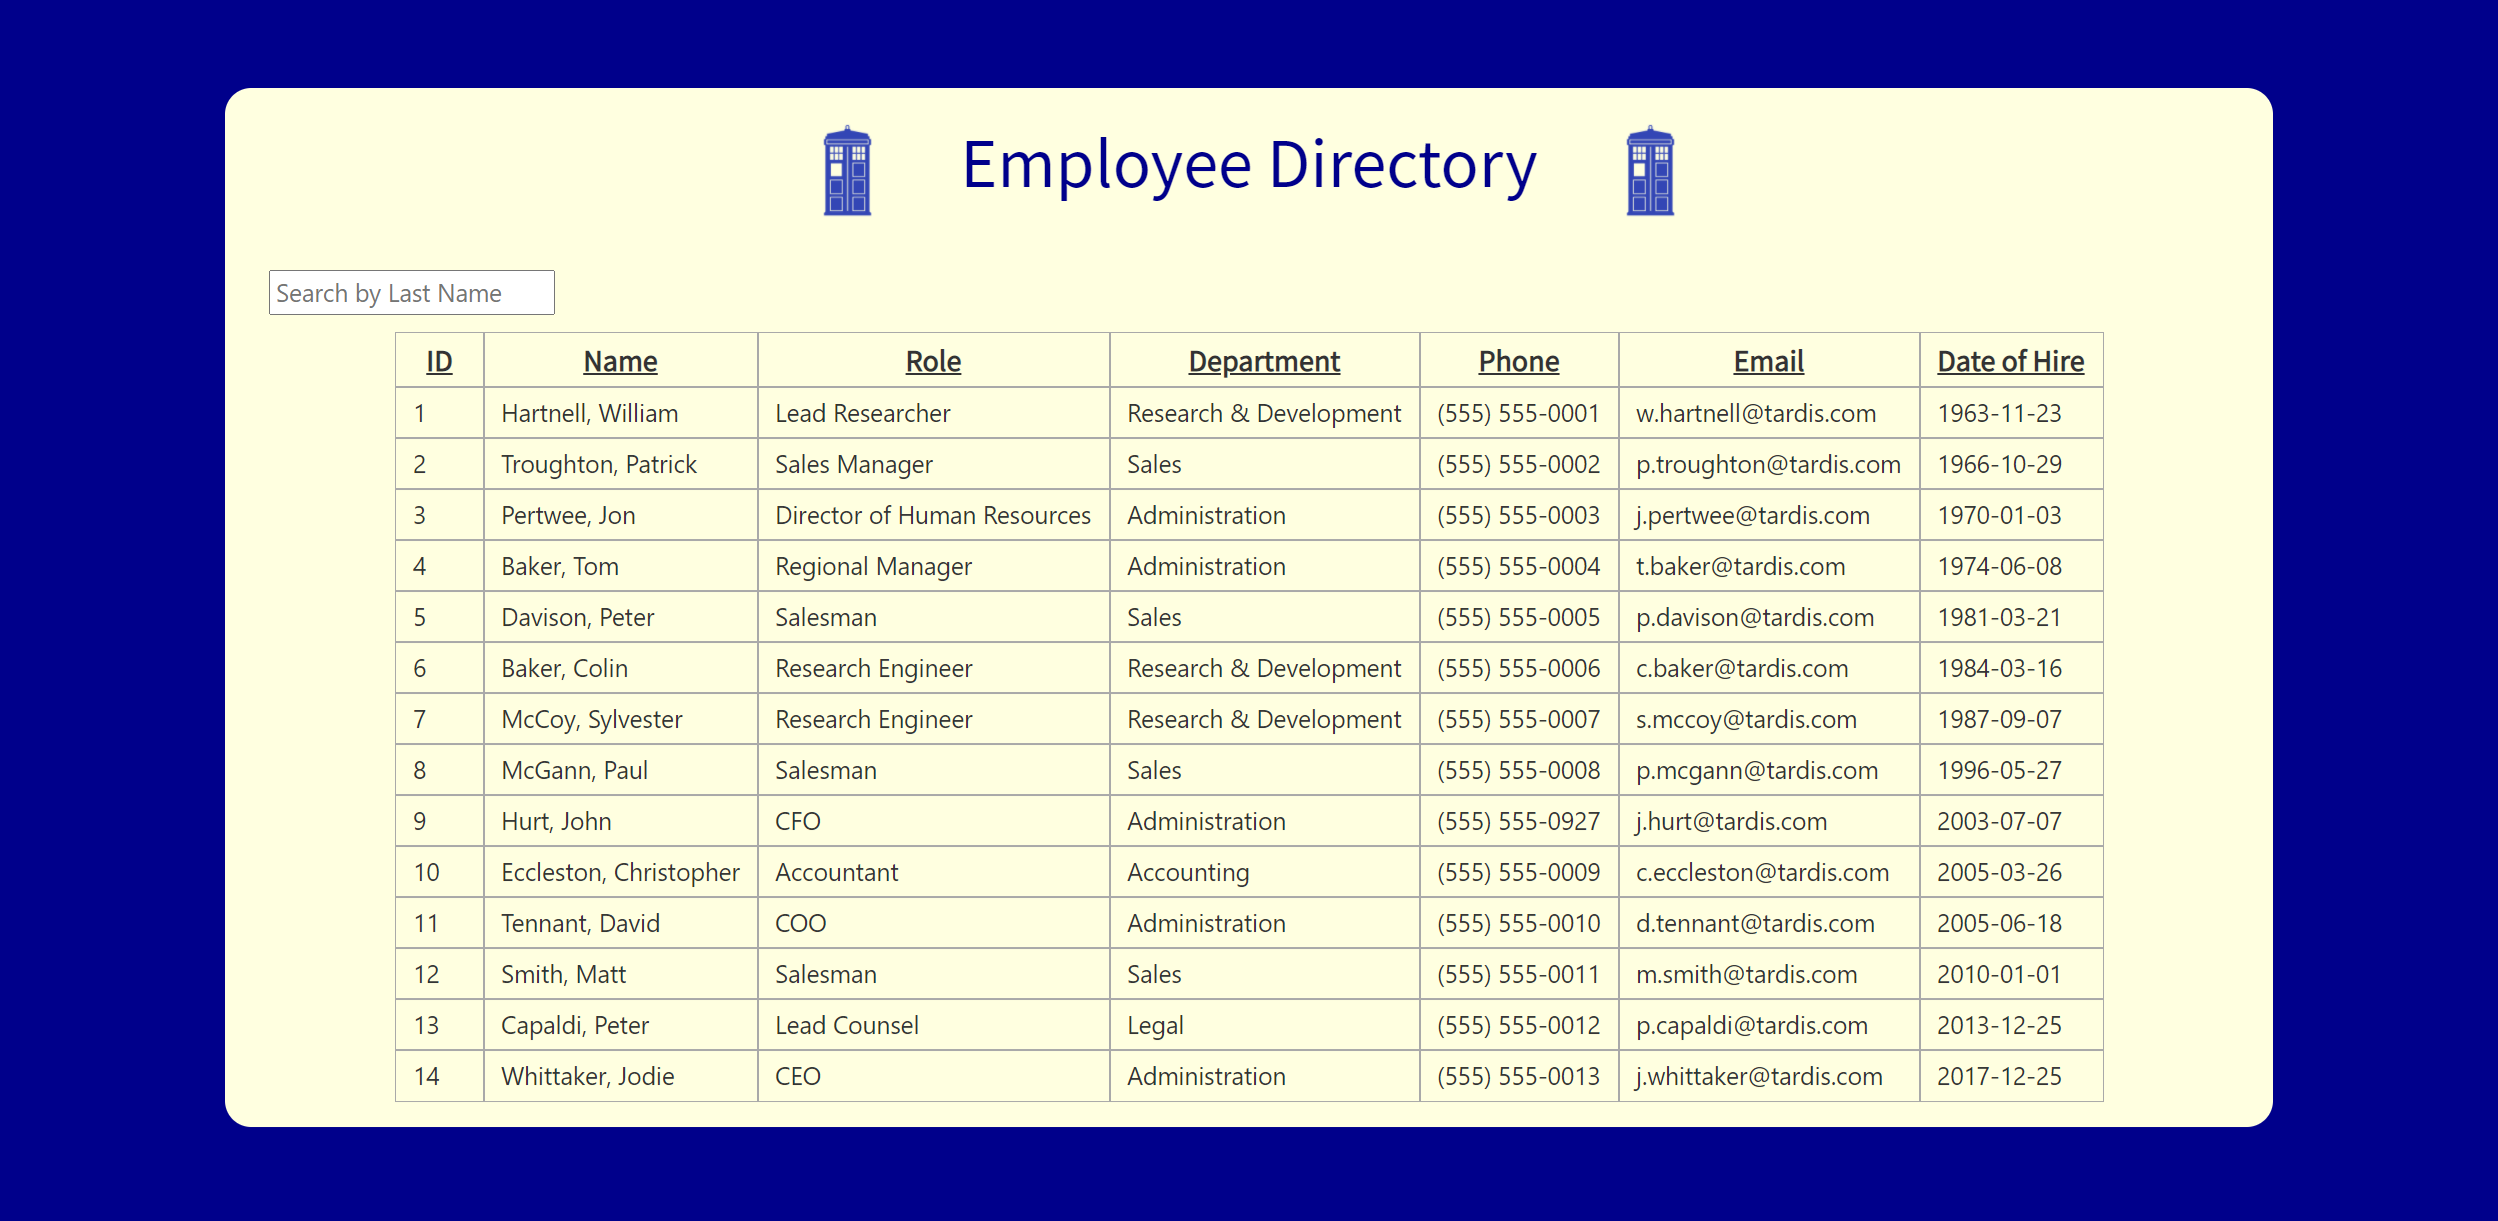 Employee Directory
Search by Last Name
ID Name Role Department Phone Email Date of Hire
1 Hartnell, William Lead Researcher Research & Development (555) 555-0001 w.hartnell@tardis.com 1963-11-23
2 Troughton, Patrick Sales Manager Sales (555) 555-0002 p.troughton@tardis.com 1966-10-29
3 Pertwee, Jon Director of Human Resources Administration (555) 555-0003 j.pertwee@tardis.com 1970-01-03
4 Baker, Tom Regional Manager Administration (555) 555-0004 t.baker@tardis.com 1974-06-08
5 Davison, Peter Salesman Sales (555) 555-0005 p.davison@tardis.com 1981-03-21
6 Baker, Colin Research Engineer Research & Development (555) 555-0006 c.baker@tardis.com 1984-03-16
7 McCoy, Sylvester Research Engineer Research & Development (555) 555-0007 s.mccoy@tardis.com 1987-09-07
8 McGann, Paul Salesman Sales (555) 555-0008 p.mcgann@tardis.com 1996-05-27
9 Hurt, John CFO Administration (555) 555-0927 j.hurt@tardis.com 2003-07-07
10 Eccleston, Christopher Accountant Accounting (555) 555-0009 c.eccleston@tardis.com 2005-03-26
11 Tennant, David COO Administration (555) 555-0010 d.tennant@tardis.com 2005-06-18
12 Smith, Matt Salesman Sales (555) 555-0011 m.smith@tardis.com 2010-01-01
13 Capaldi, Peter Lead Counsel Legal (555) 555-0012 p.capaldi@tardis.com 2013-12-25
14 Whittaker, Jodie CEO Administration (555) 555-0013 j.whittaker@tardis.com 2017-12-25